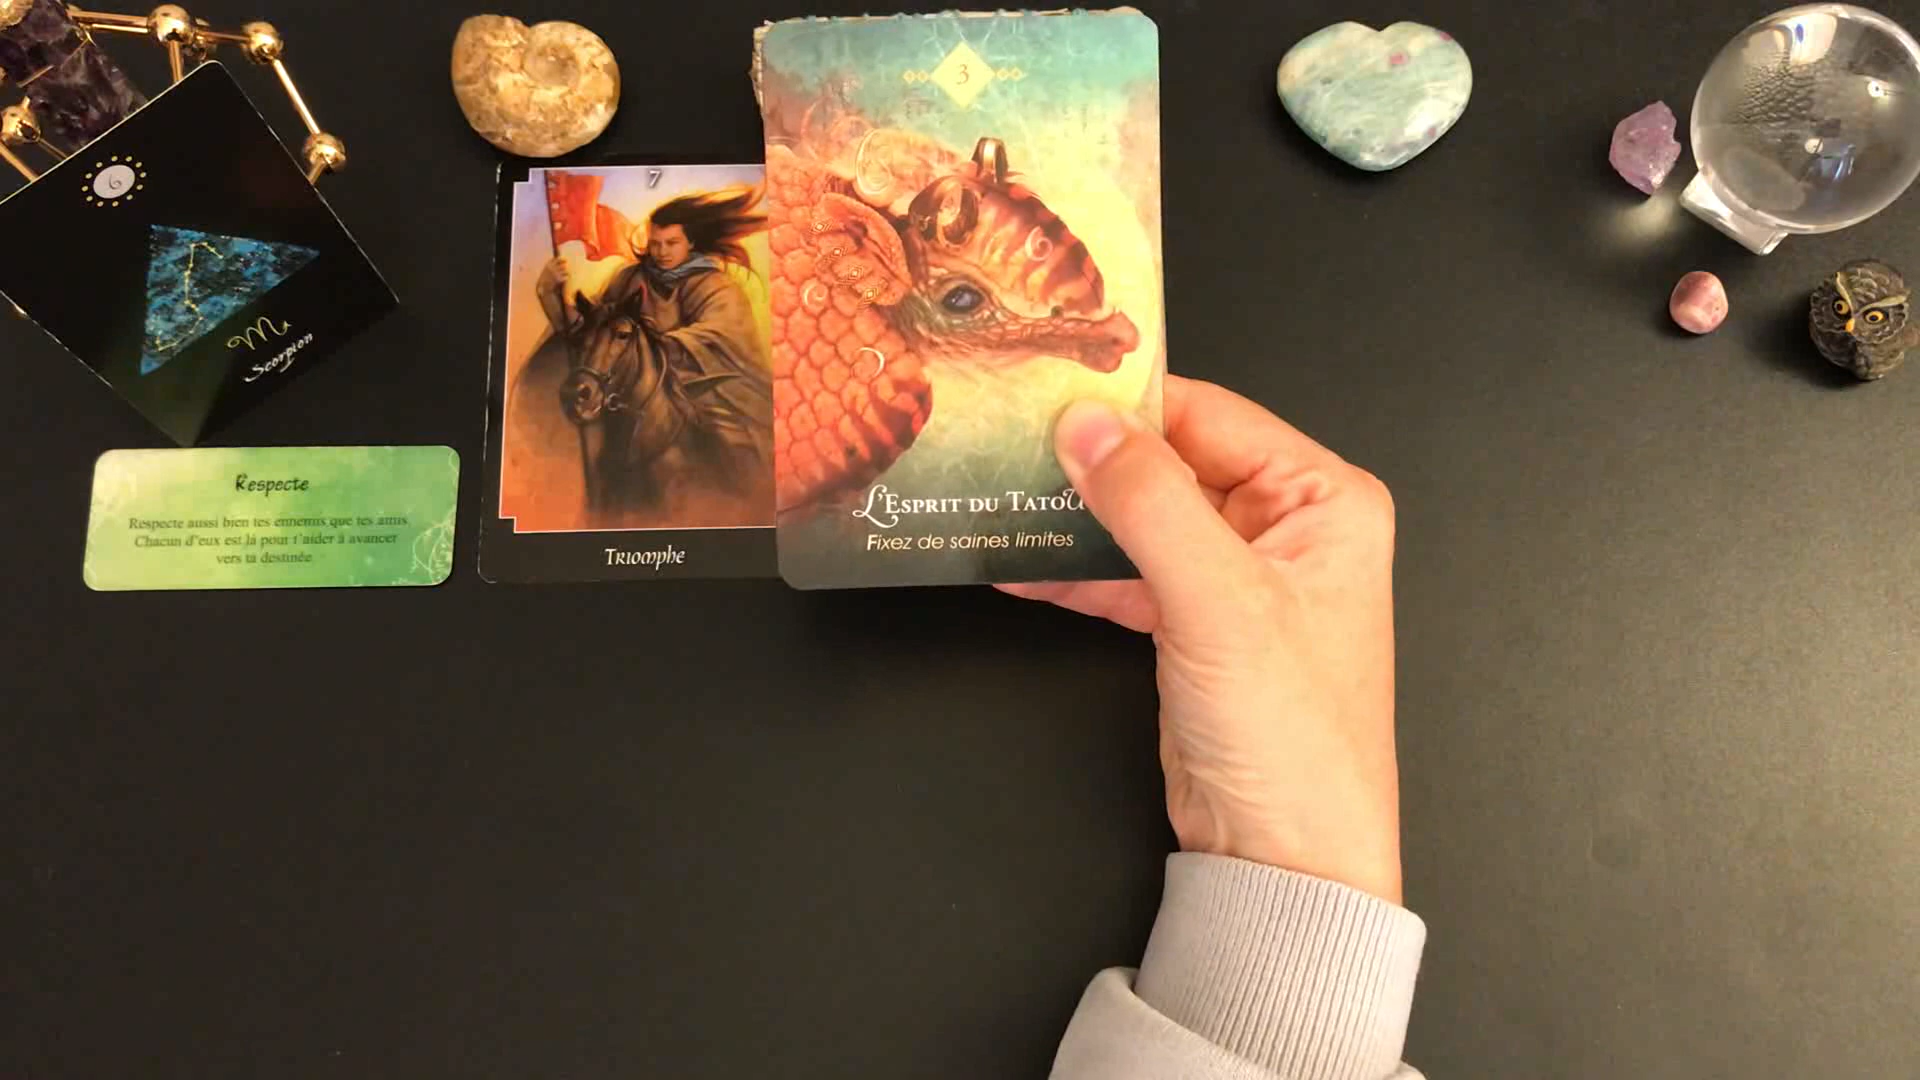 6
Scorpion
Respecte
Respecte aussi bien tes ennemis que tes amis.
Chacun d'eux est là pour t'aider à avancer
vers ta destinée.
7
Triomphe
3
L'Esprit du Tatou
Fixez de saines limites